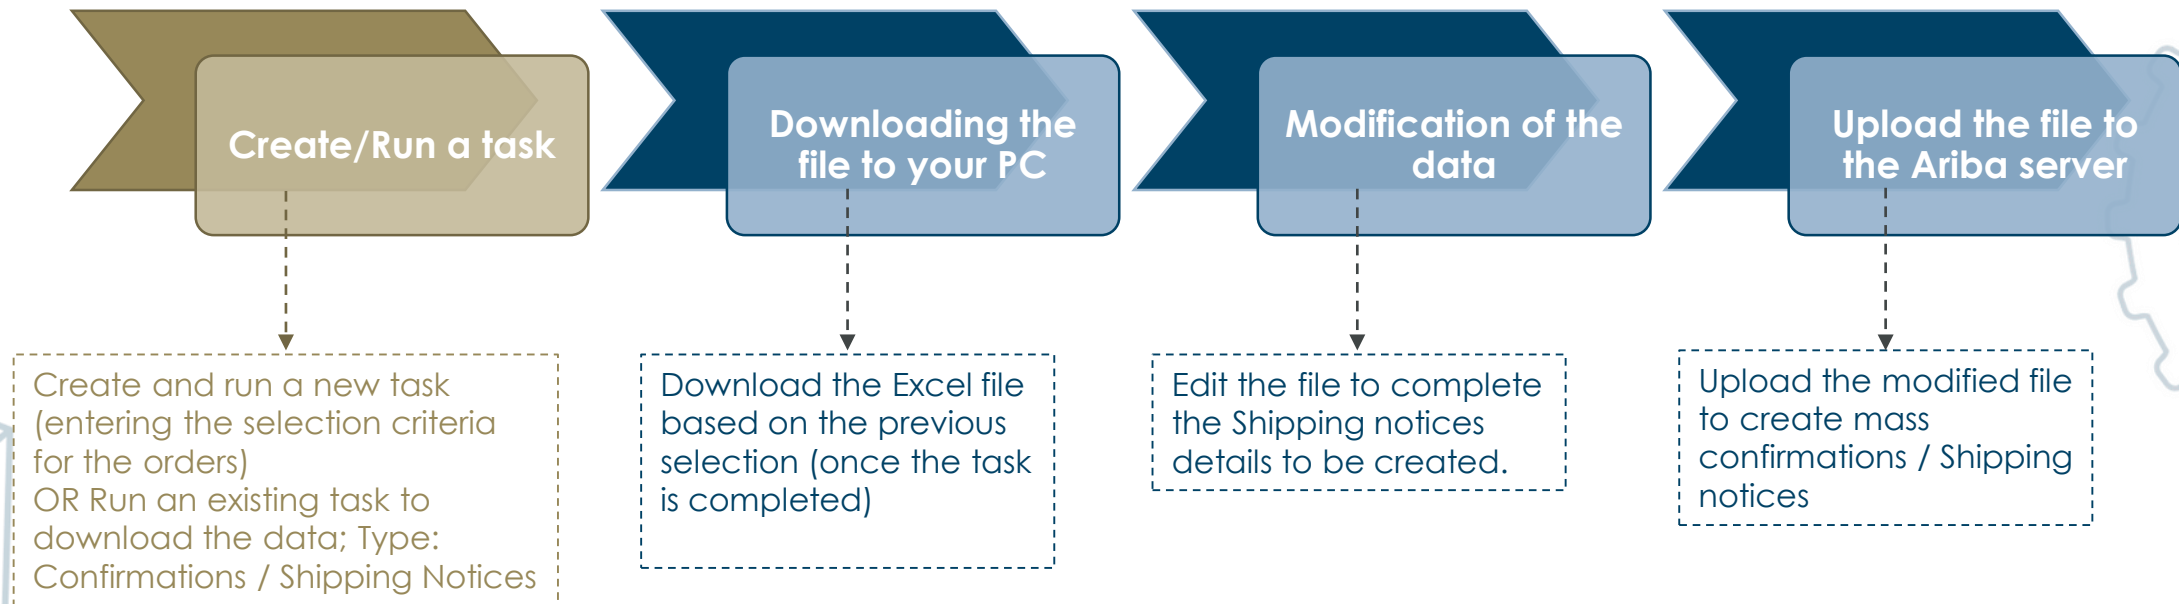 Create/Run a task
Downloading the
file to your PC
Modification of the
data
Upload the file to
the Ariba server
Create and run a new task
(entering the selection criteria
for the orders)
OR Run an existing task to
download the data; Type:
Confirmations / Shipping Notices
Download the Excel file
based on the previous
selection (once the task
is completed)
Edit the file to complete
the Shipping notices
details to be created.
Upload the modified file
to create mass
confirmations / Shipping
notices